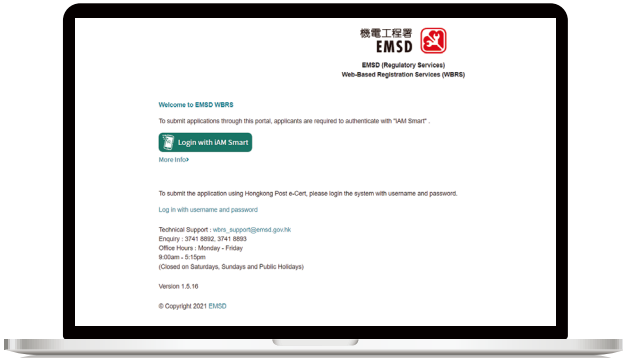 機電工程署
EMSD
EMSD (Regulatory Services)
Web-Based Registration Services (WBRS)
Welcome to EMSD WBRS
To submit applications through this portal, applicants are required to authenticate with "IAM Smart" .
Login with iAM Smart
More Info>
To submit the application using Hongkong Post e-Cert, please login the system with username and password.
Log in with username and password
Technical Support : wbrs_support@emsd.gov.hk
Enquiry : 3741 8892, 3741 8893
Office Hours : Monday - Friday
9:00am - 5:15pm
(Closed on Saturdays, Sundays and Public Holidays)
Version 1.5.16
© Copyright 2021 EMSD